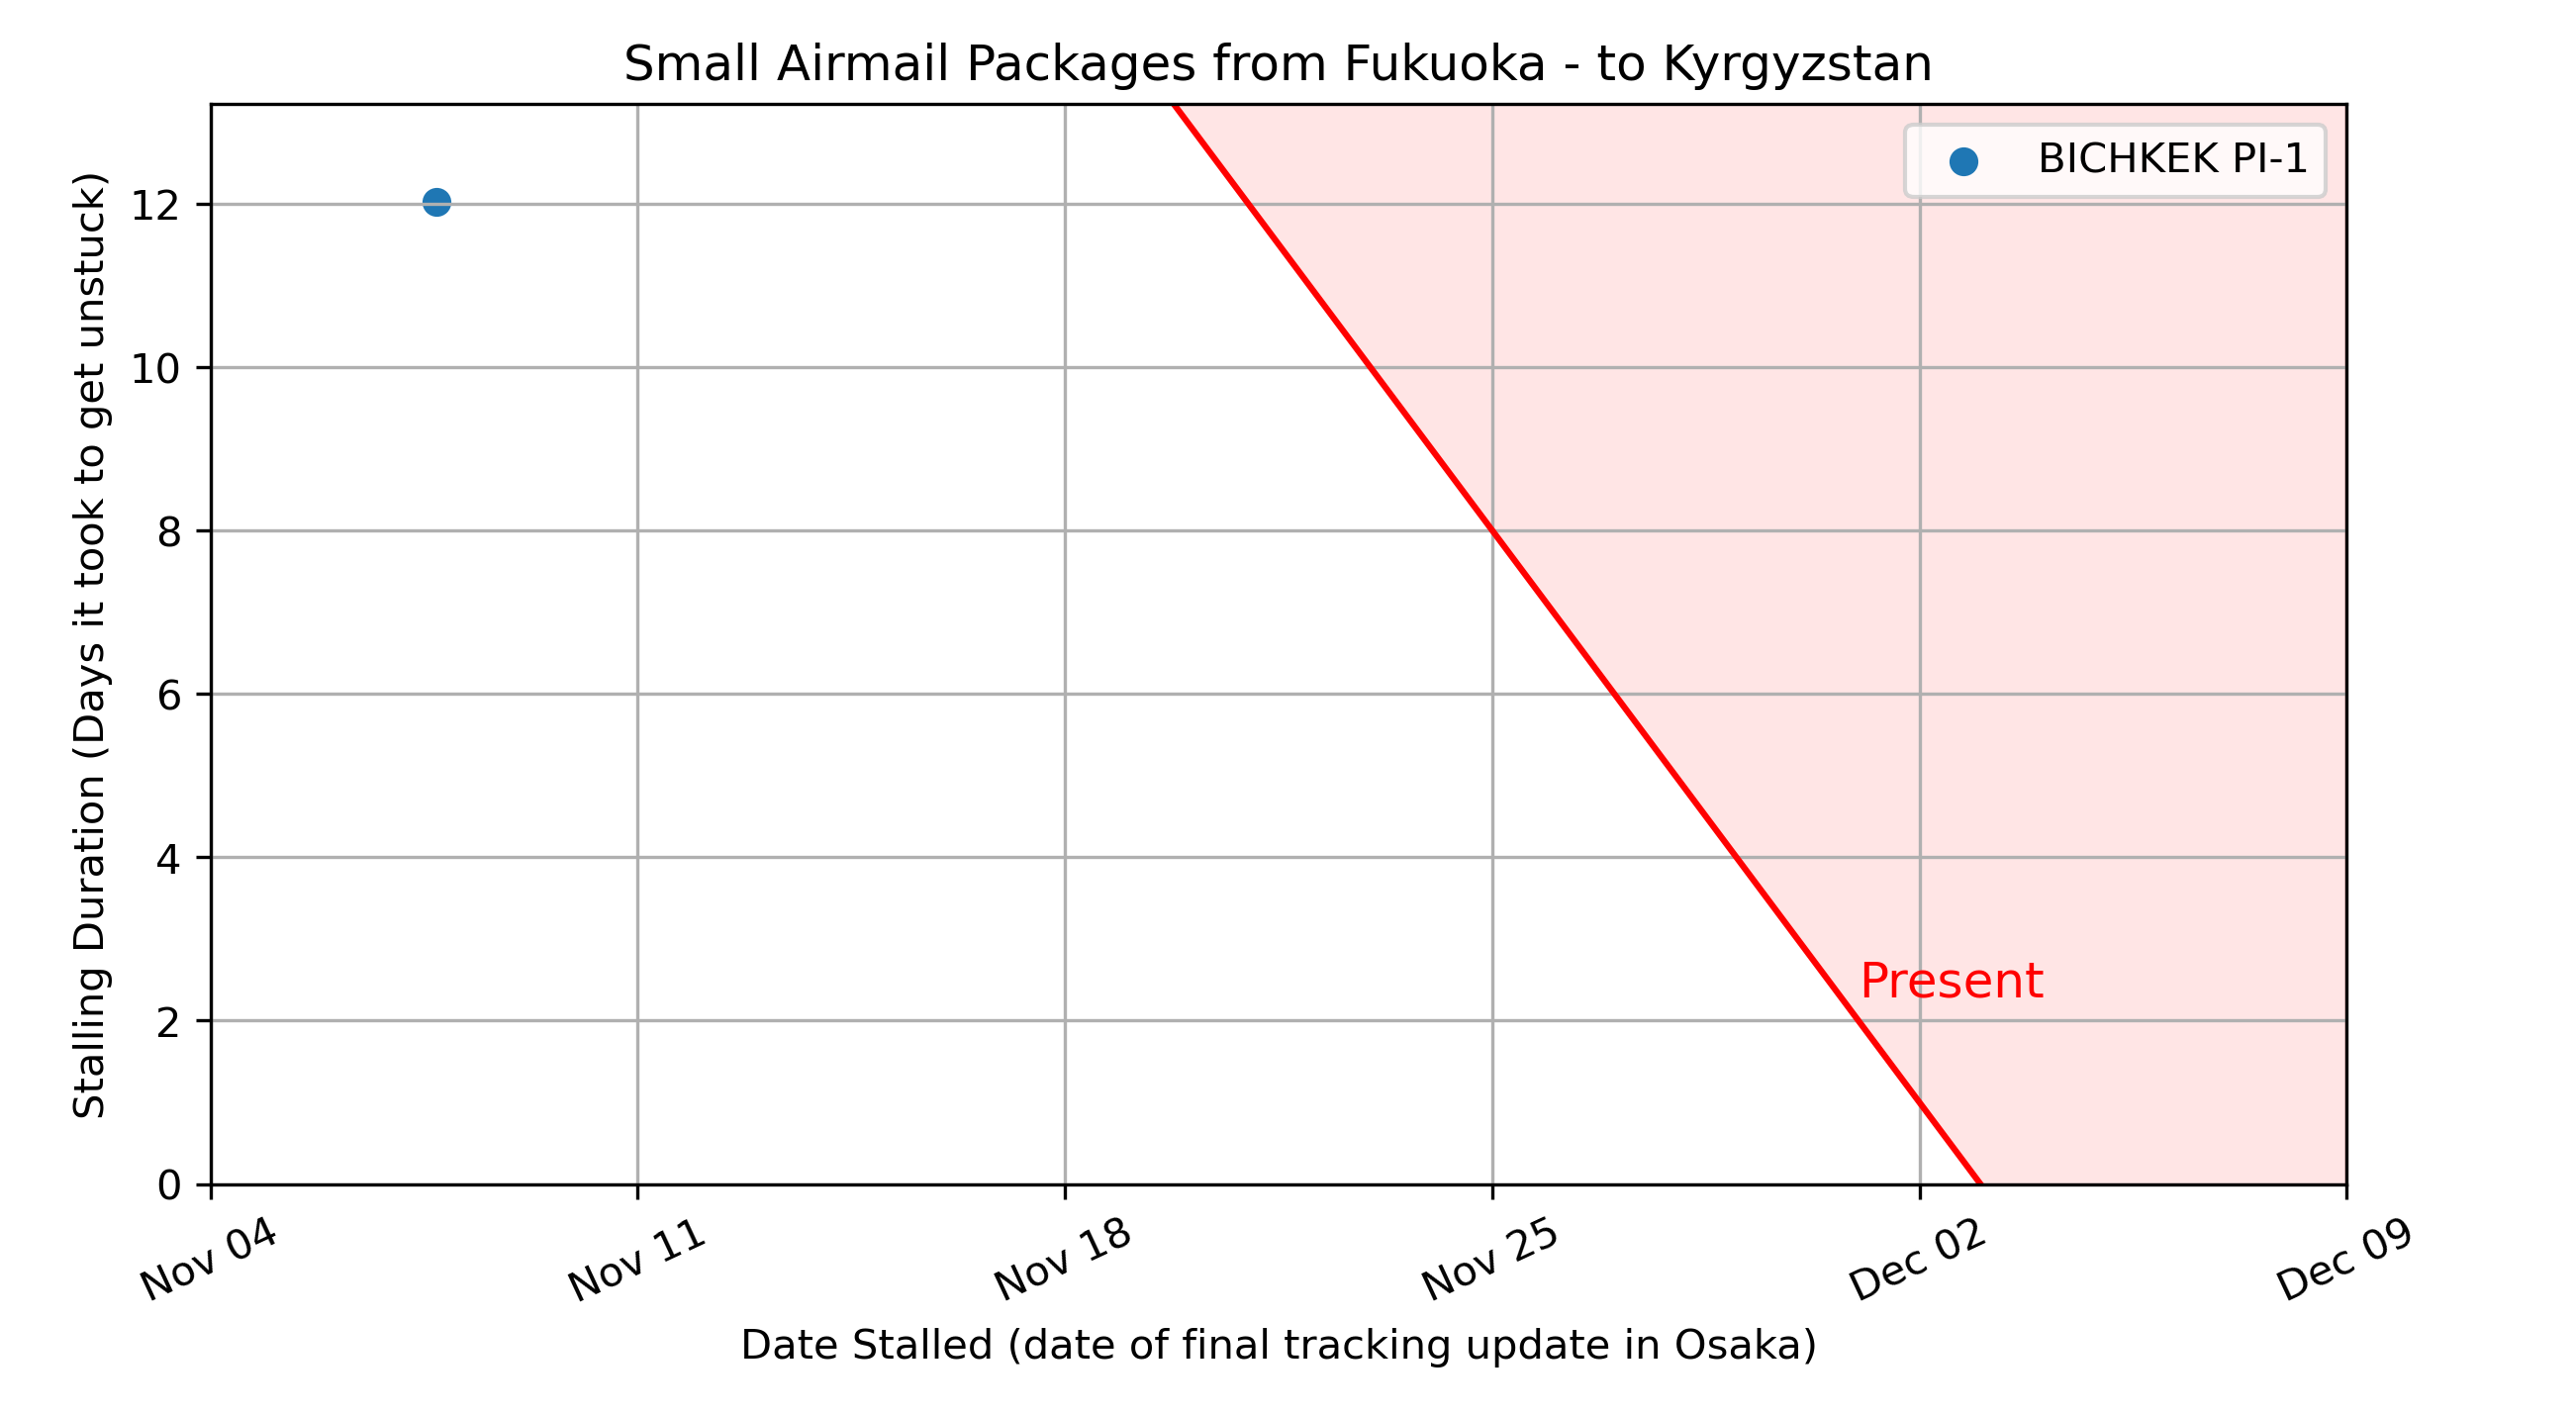 Small Airmail Packages from Fukuoka - to Kyrgyzstan
BICHKEK PI-1
Stalling Duration (Days it took to get unstuck)
12
10
8
6
4
2
0
Present
Nov 04
Nov 11
Nov 18
Nov 25
Dec 02
Dec 09
Date Stalled (date of final tracking update in Osaka)